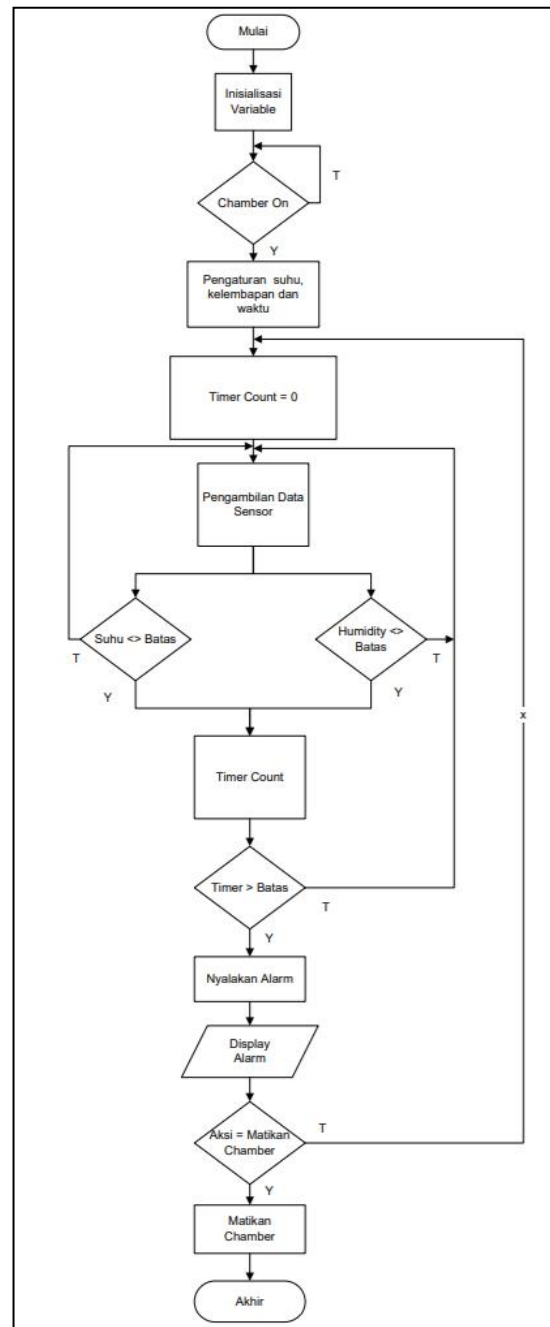 Mulai
Inisialisasi
Variable
T
Chamber On
Y
Pengaturan suhu,
kelembapan dan
waktu
Timer Count = 0
Pengambilan Data
Sensor
Suhu <> Batas
Humidity <>
Batas
T
T
Y
Y
x
Timer Count
Timer > Batas
T
Y
Nyalakan Alarm
Display
Alarm
T
Aksi = Matikan
Chamber
Y
Matikan
Chamber
Akhir